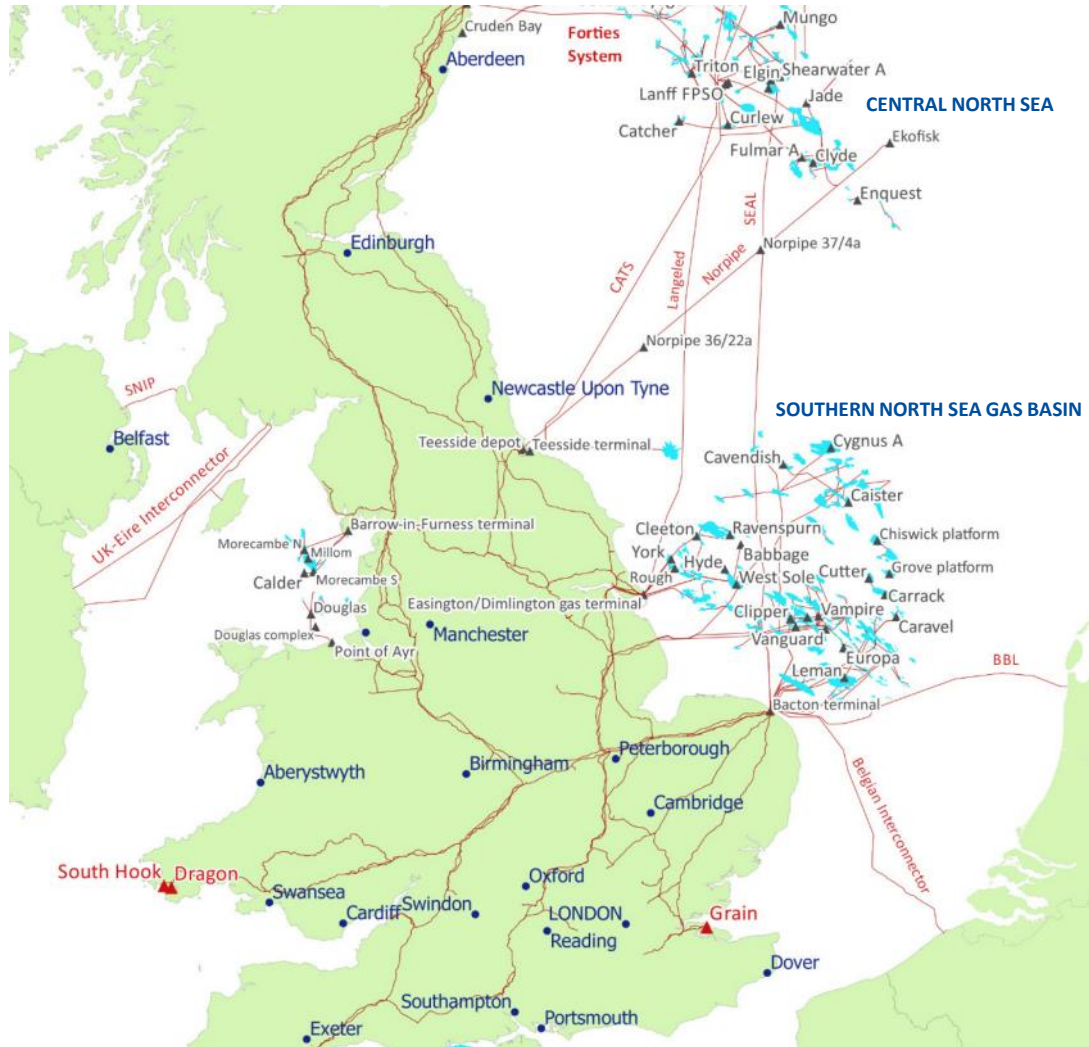 Cruden Bay
Forties
System
Mungo
Aberdeen
Triton
Elgin
Shearwater A
Lanff FPSO
Jade
CENTRAL NORTH SEA
Catcher
Curlew
Ekofisk
Fulmar A
Clyde
Enquest
SEAL
Edinburgh
Norpipe 37/4a
CATS
Langeled
Norpipe
Norpipe 36/22a
SNIP
Newcastle Upon Tyne
SOUTHERN NORTH SEA GAS BASIN
Belfast
Teesside depot
Teesside terminal
Cygnus A
Cavendish
UK-Eire Interconnector
Caister
Barrow-in-Furness terminal
Cleeton
Ravenspurn
Chiswick platform
Morecambe N
Millom
York
Hyde
Babbage
Calder
Morecambe S
Rough
West Sole
Cutter
Grove platform
Easington/Dimlington gas terminal
Carrack
Douglas
Clipper
Vampire
Caravel
Douglas complex
Manchester
Vanguard
Point of Ayr
Europa
Leman
BBL
Bacton terminal
Peterborough
Birmingham
Aberystwyth
Belgian Interconnector
Cambridge
South Hook
Dragon
Oxford
Swansea
Cardiff
Swindon
LONDON
Grain
Reading
Dover
Southampton
Portsmouth
Exeter